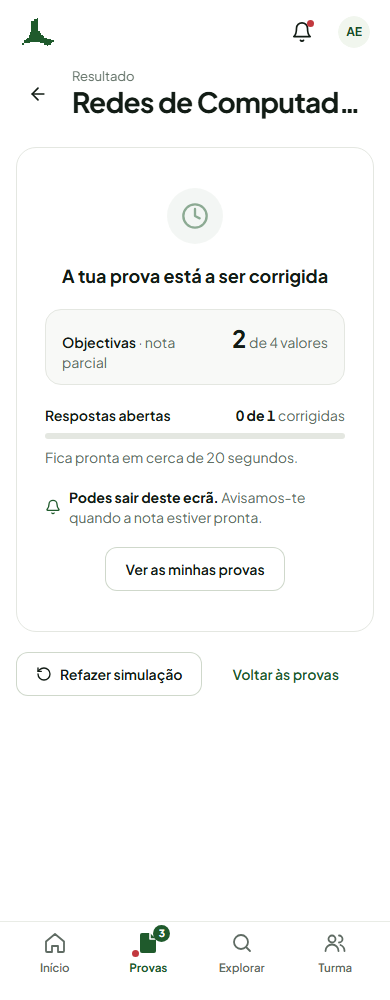 AE
Resultado
Redes de Computad...
A tua prova está a ser corrigida
Objectivas · nota parcial
2 de 4 valores
Respostas abertas
0 de 1 corrigidas
Fica pronta em cerca de 20 segundos.
Podes sair deste ecrã. Avisamos-te
quando a nota estiver pronta.
Ver as minhas provas
Refazer simulação
Voltar às provas
3
Início
Provas
Explorar
Turma